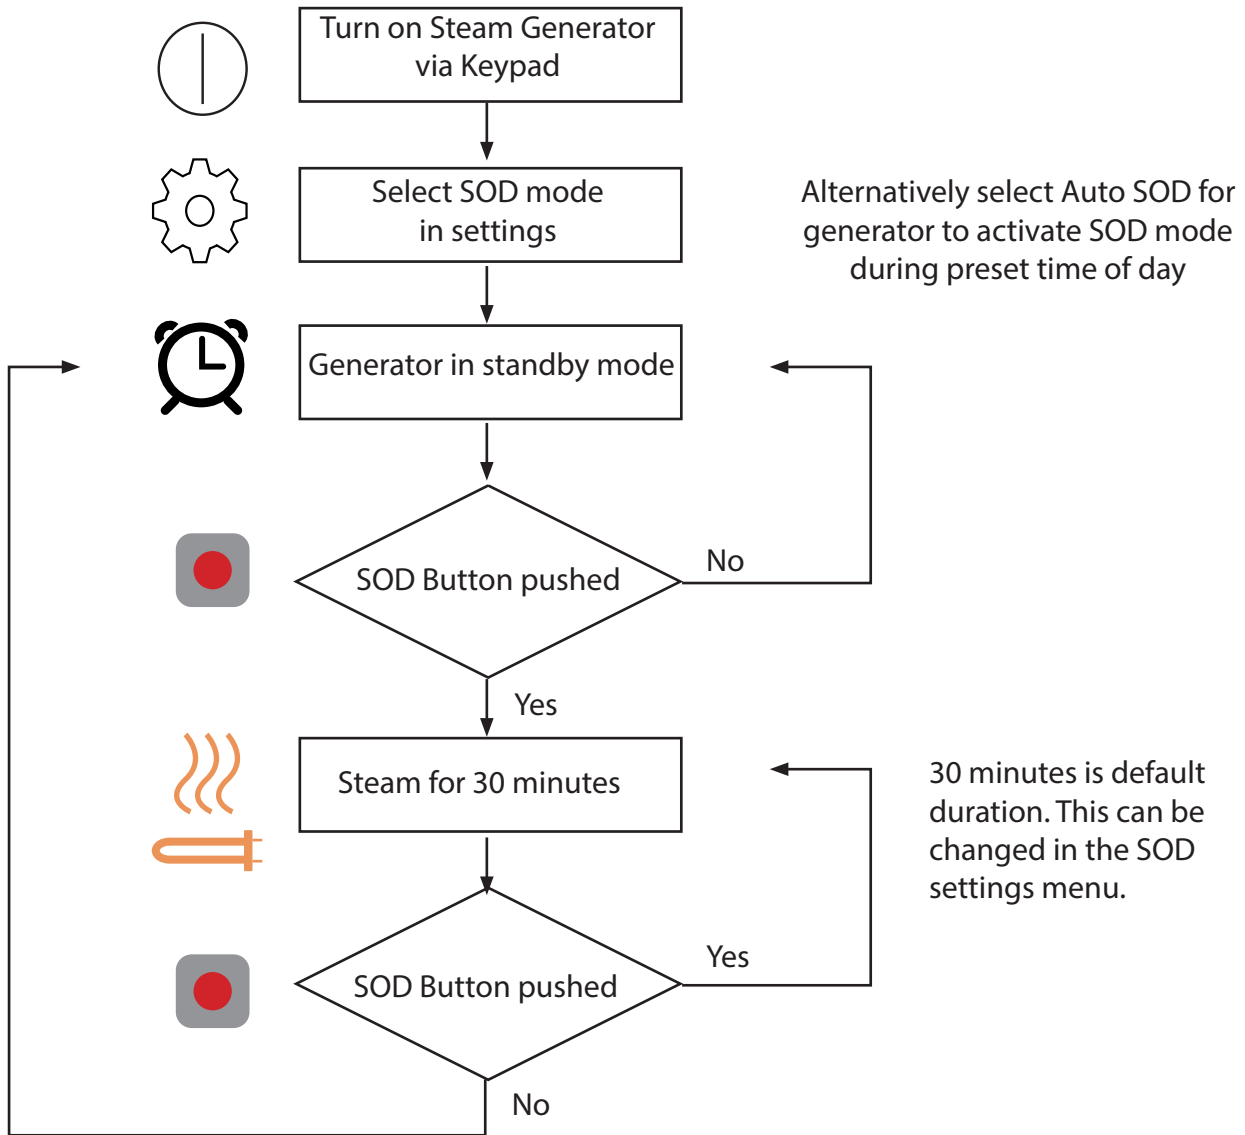 Turn on Steam Generator
via Keypad
Select SOD mode
in settings
Alternatively select Auto SOD for
generator to activate SOD mode
during preset time of day
Generator in standby mode
SOD Button pushed
No
Yes
Steam for 30 minutes
30 minutes is default
duration. This can be
changed in the SOD
settings menu.
SOD Button pushed
Yes
No